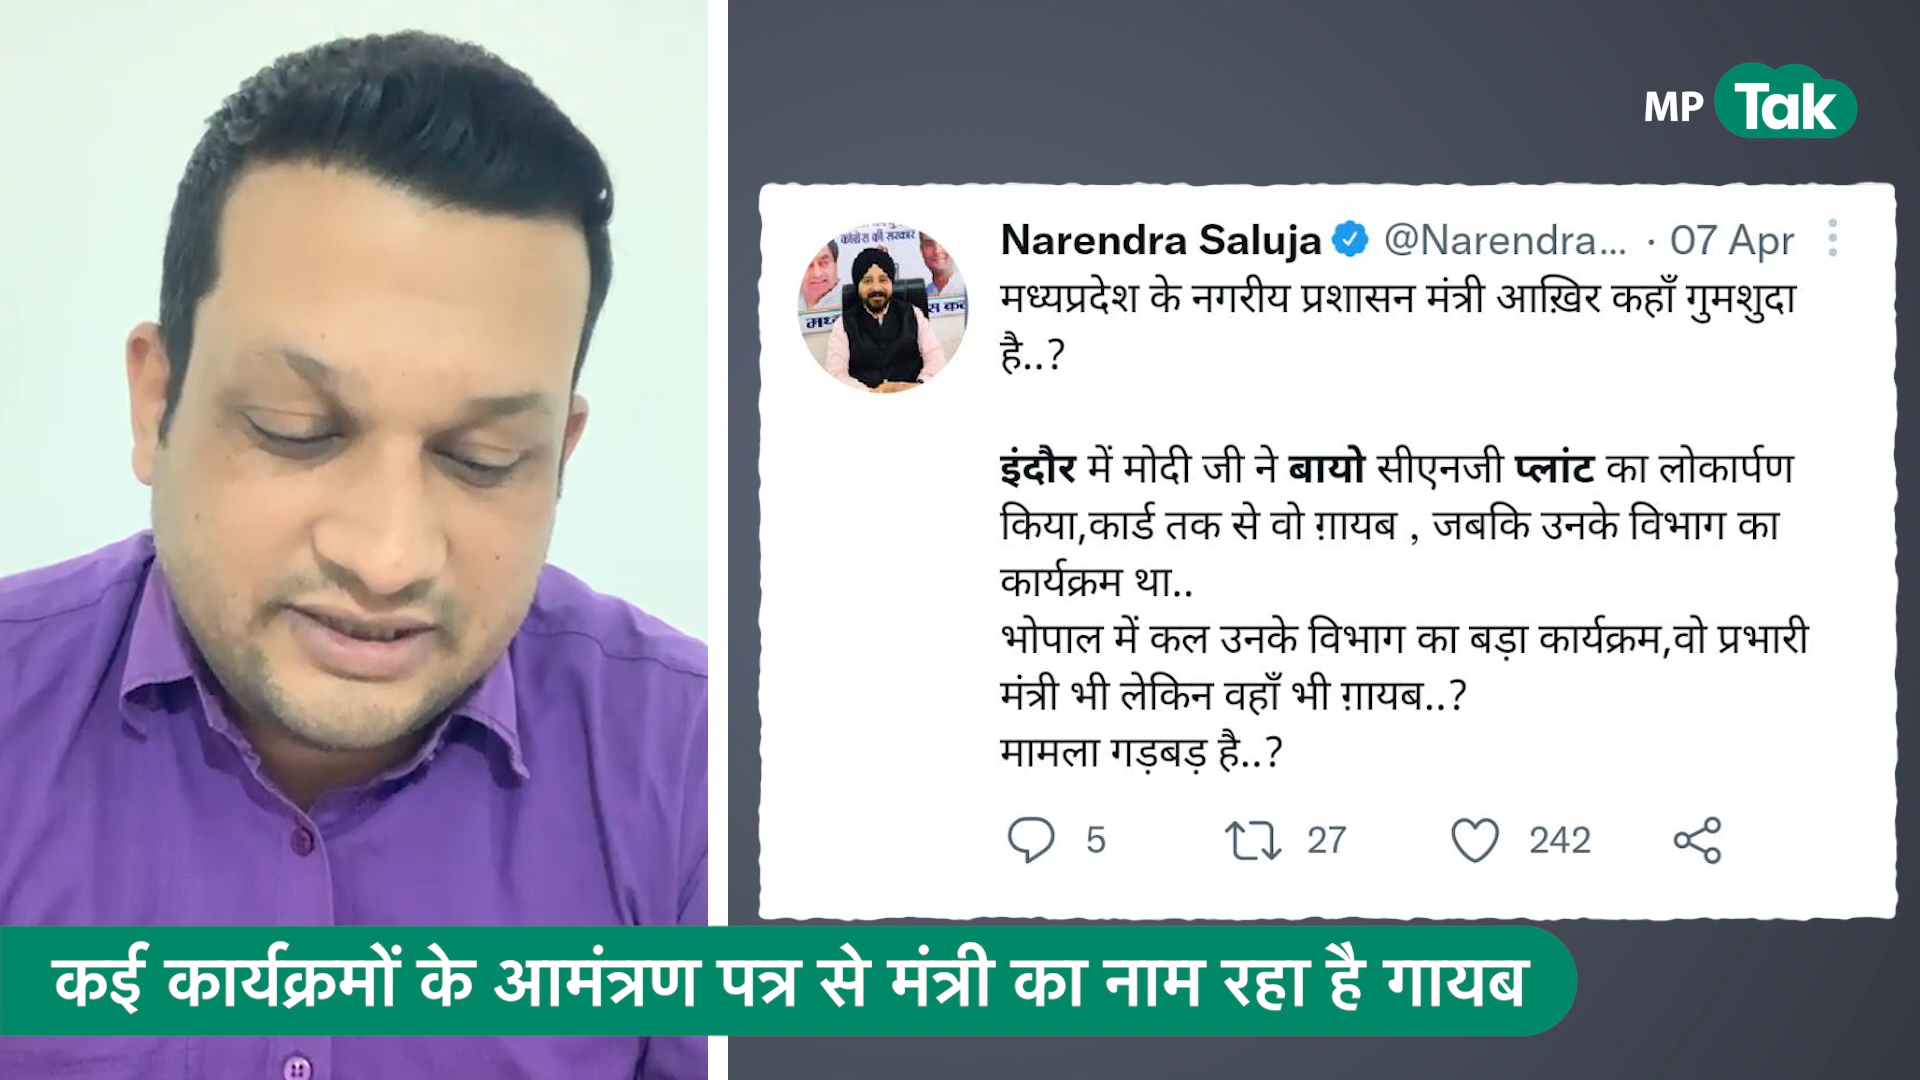 MP Tak
Narendra Saluja @Narendra... · 07 Apr
मध्यप्रदेश के नगरीय प्रशासन मंत्री आख़िर कहाँ गुमशुदा
है..?
इंदौर में मोदी जी ने बायो सीएनजी प्लांट का लोकार्पण
किया,कार्ड तक से वो ग़ायब , जबकि उनके विभाग का
कार्यक्रम था..
भोपाल में कल उनके विभाग का बड़ा कार्यक्रम,वो प्रभारी
मंत्री भी लेकिन वहाँ भी ग़ायब..?
मामला गड़बड़ है..?
5 27 242
कई कार्यक्रमों के आमंत्रण पत्र से मंत्री का नाम रहा है गायब